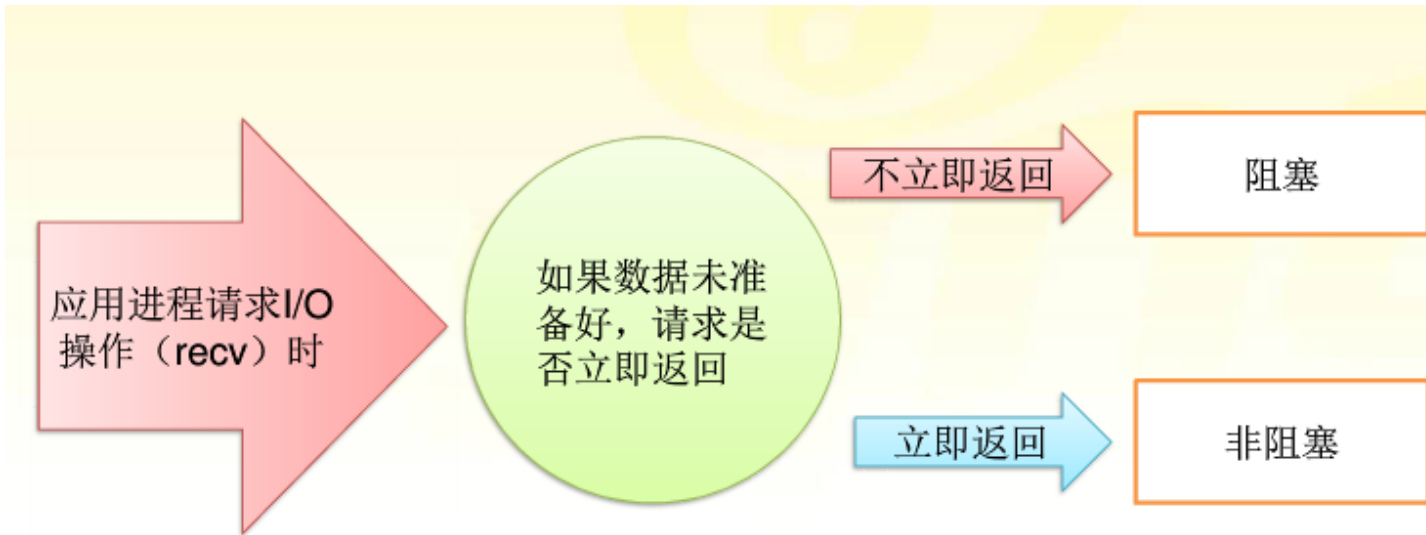 应用进程请求I/O
操作（recv）时
如果数据未准
备好，请求是
否立即返回
不立即返回
阻塞
立即返回
非阻塞